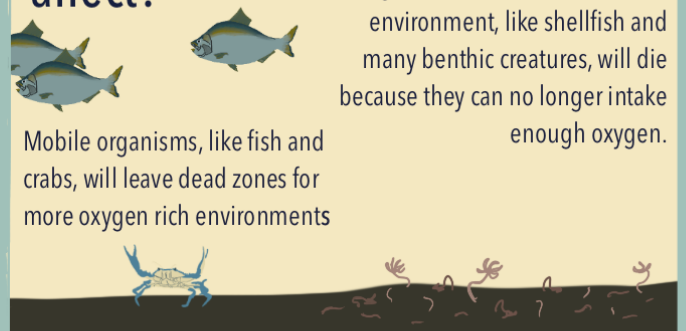 affect?
environment, like shellfish and
many benthic creatures, will die
because they can no longer intake
enough oxygen.
Mobile organisms, like fish and
crabs, will leave dead zones for
more oxygen rich environments